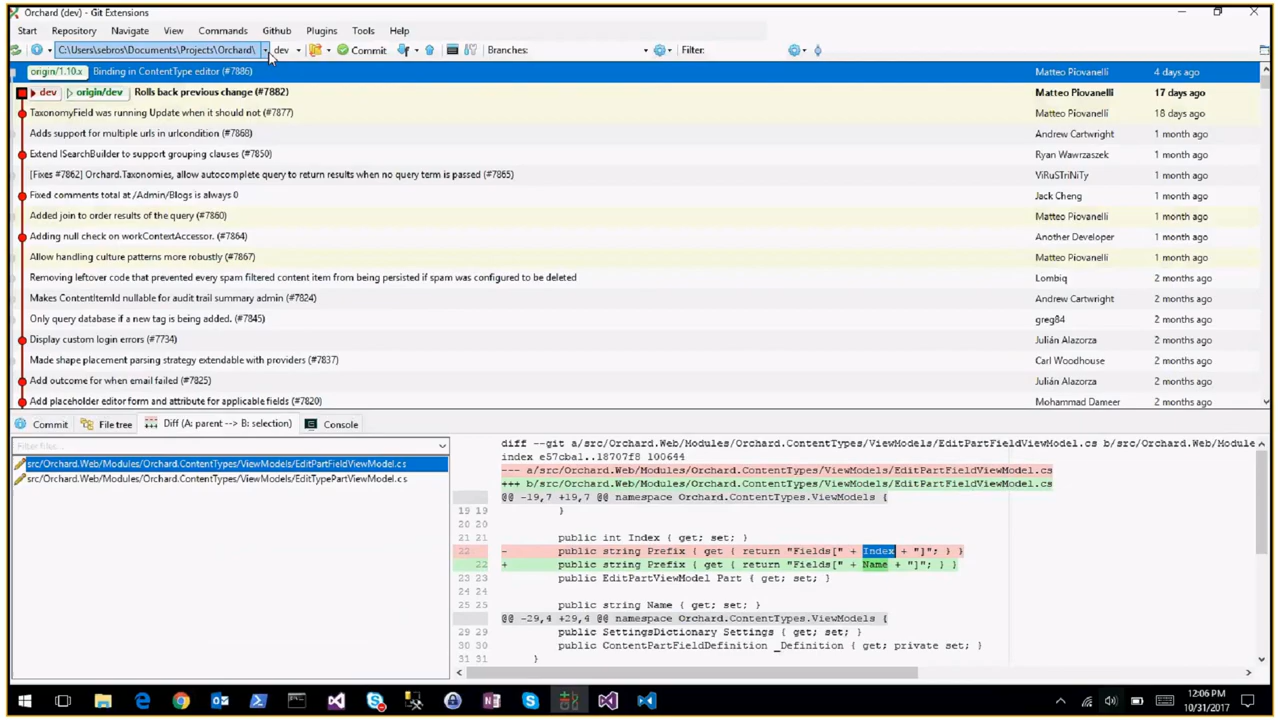 Orchard (dev) - Git Extensions
Start Repository Navigate View Commands Github Plugins Tools Help
C:\Users\sebros\Documents\Projects\Orchard\ dev Commit Branches: Filter:
origin/1.10.x Binding in ContentType editor (#7886) Matteo Piovanelli 4 days ago
dev origin/dev Rolls back previous change (#7882) Matteo Piovanelli 17 days ago
TaxonomyField was running Update when it should not (#7877) Matteo Piovanelli 18 days ago
Adds support for multiple urls in urlcondition (#7868) Andrew Cartwright 1 month ago
Extend ISearchBuilder to support grouping clauses (#7850) Ryan Wawrzaszek 1 month ago
[Fixes #7862] Orchard.Taxonomies, allow autocomplete query to return results when no query term is passed (#7865) ViRuSTriNiTy 1 month ago
Fixed comments total at /Admin/Blogs is always 0 Jack Cheng 1 month ago
Added join to order results of the query (#7860) Matteo Piovanelli 1 month ago
Adding null check on workContextAccessor. (#7864) Another Developer 1 month ago
Allow handling culture patterns more robustly (#7867) Matteo Piovanelli 1 month ago
Removing leftover code that prevented every spam filtered content item from being persisted if spam was configured to be deleted Lombiq 2 months ago
Makes ContentItemId nullable for audit trail summary admin (#7824) Andrew Cartwright 2 months ago
Only query database if a new tag is being added. (#7845) greg84 2 months ago
Display custom login errors (#7734) Julián Alazorza 2 months ago
Made shape placement parsing strategy extendable with providers (#7837) Carl Woodhouse 2 months ago
Add outcome for when email failed (#7825) Julián Alazorza 2 months ago
Add placeholder editor form and attribute for applicable fields (#7820) Mohammad Dameer 2 months ago
Commit File tree Diff (A: parent --> B: selection) Console
Filter files...
src/Orchard.Web/Modules/Orchard.ContentTypes/ViewModels/EditPartFieldViewModel.cs
src/Orchard.Web/Modules/Orchard.ContentTypes/ViewModels/EditTypePartViewModel.cs
diff --git a/src/Orchard.Web/Modules/Orchard.ContentTypes/ViewModels/EditPartFieldViewModel.cs b/src/Orchard.Web/Modules/Orcha
index e57cba1..18707f8 100644
--- a/src/Orchard.Web/Modules/Orchard.ContentTypes/ViewModels/EditPartFieldViewModel.cs
+++ b/src/Orchard.Web/Modules/Orchard.ContentTypes/ViewModels/EditPartFieldViewModel.cs
@@ -19,7 +19,7 @@ namespace Orchard.ContentTypes.ViewModels {
19 19 }
20 20
21 21 public int Index { get; set; }
22 - public string Prefix { get { return "Fields[" + Index + "]"; } }
22 + public string Prefix { get { return "Fields[" + Name + "]"; } }
23 23 public EditPartViewModel Part { get; set; }
24 24
25 25 public string Name { get; set; }
@@ -29,4 +29,4 @@ namespace Orchard.ContentTypes.ViewModels {
29 29 public SettingsDictionary Settings { get; set; }
30 30 public ContentPartFieldDefinition _Definition { get; private set; }
31 31 }
12:06 PM
10/31/2017